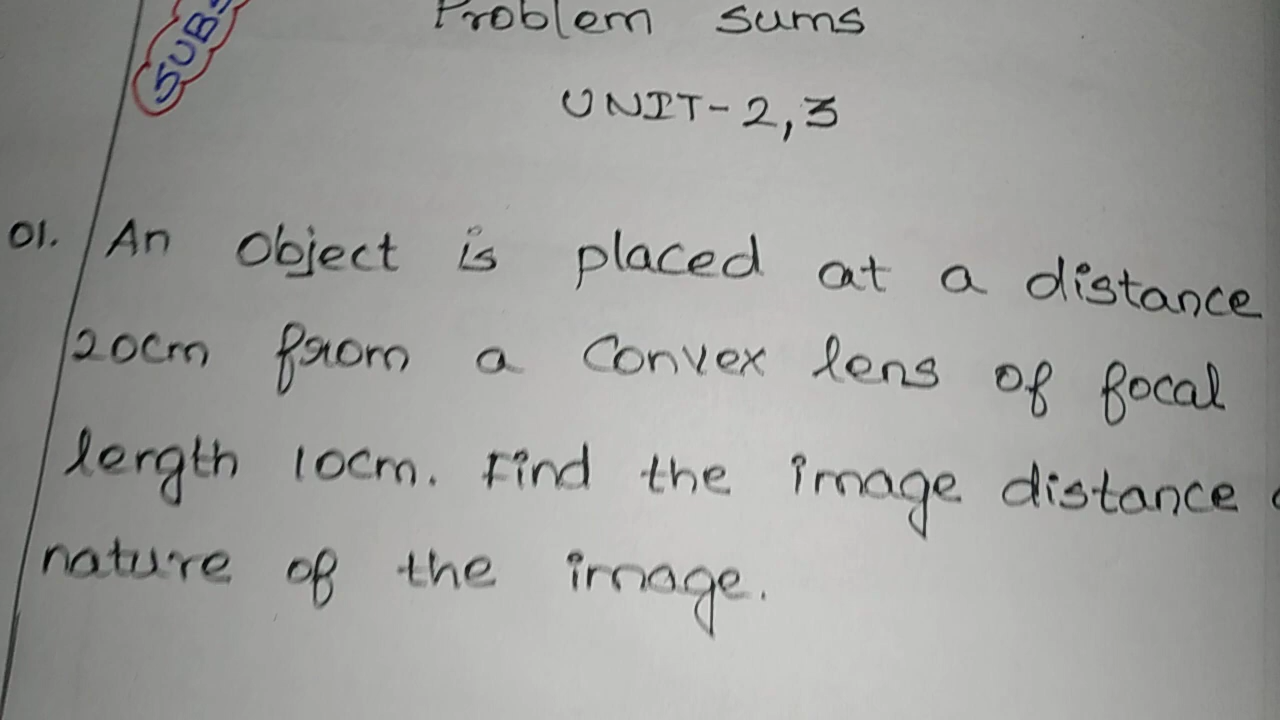 Problem sums
UNIT-2,3
01. An object is placed at a distance
20cm from a convex lens of focal
length 10cm. Find the image distance
nature of the image.